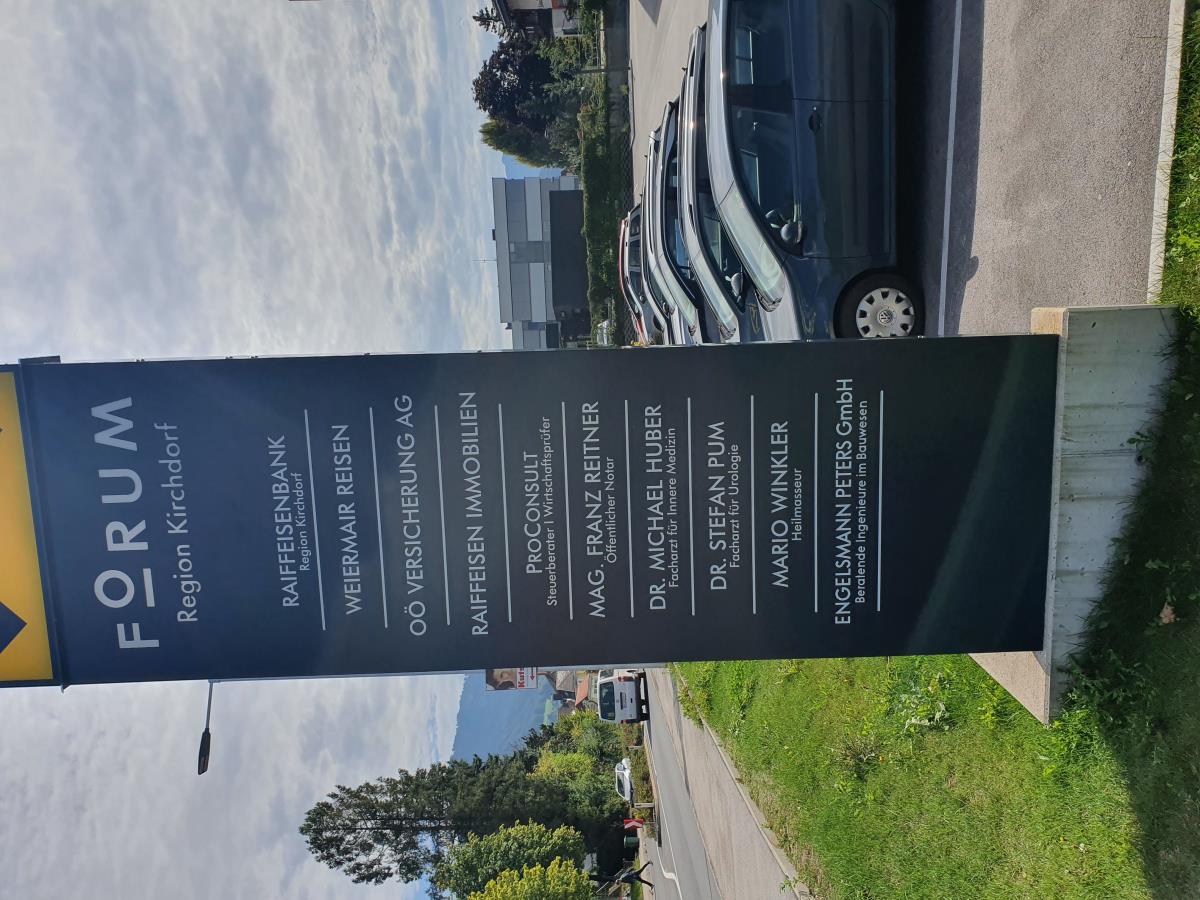 FORUM
Region Kirchdorf
RAIFFEISENBANK
Region Kirchdorf
WEIERMAIR REISEN
OÖ VERSICHERUNG AG
RAIFFEISEN IMMOBILIEN
PROCONSULT
Steuerberater | Wirtschaftsprüfer
MAG. FRANZ REITNER
Öffentlicher Notar
DR. MICHAEL HUBER
Facharzt für Innere Medizin
DR. STEFAN PUM
Facharzt für Urologie
MARIO WINKLER
Heilmasseur
ENGELSMANN PETERS GmbH
Beratende Ingenieure im Bauwesen